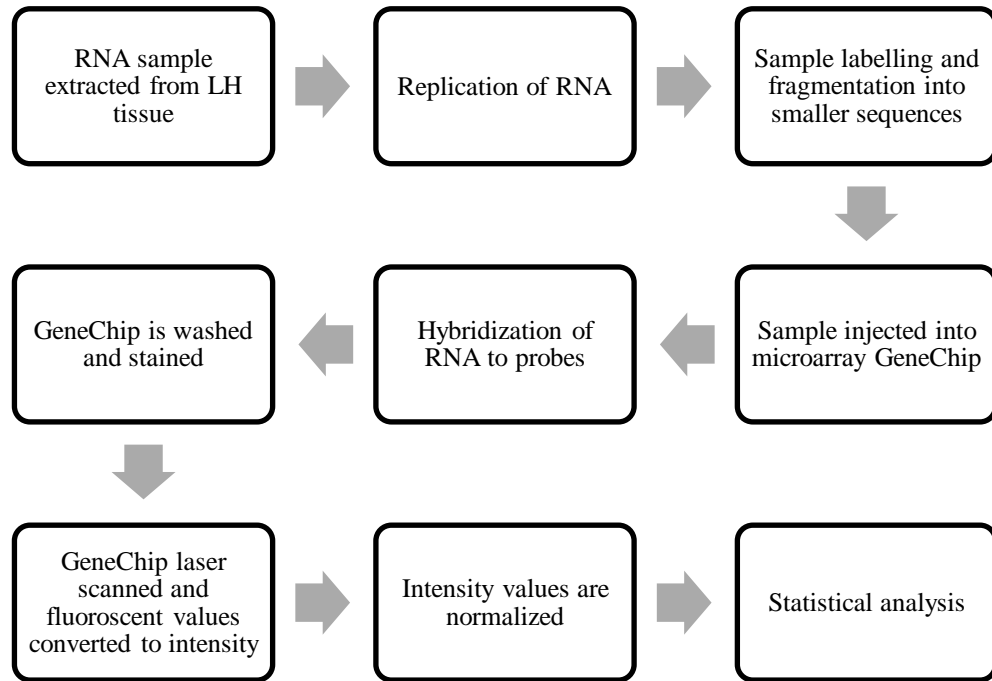 RNA sample
extracted from LH
tissue
Replication of RNA
Sample labelling and
fragmentation into
smaller sequences
Sample injected into
microarray GeneChip
Hybridization of
RNA to probes
GeneChip is washed
and stained
GeneChip laser
scanned and
fluoroscent values
converted to intensity
Intensity values are
normalized
Statistical analysis